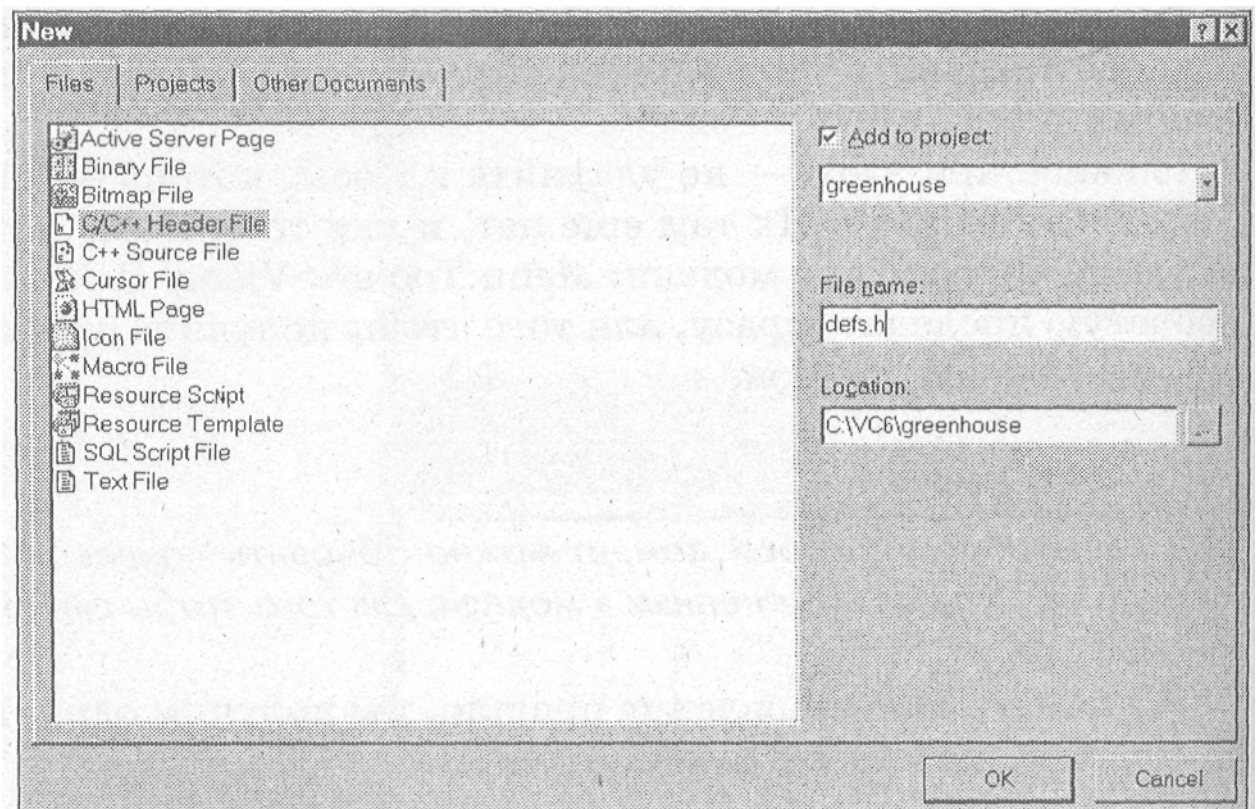 New
Files
Projects
Other Documents
Active Server Page
Binary File
Bitmap File
C/C++ Header File
C++ Source File
Cursor File
HTML Page
Icon File
Macro File
Resource Script
Resource Template
SQL Script File
Text File
Add to project:
greenhouse
File name:
defs.h
Location:
C:\VC6\greenhouse
...
OK
Cancel